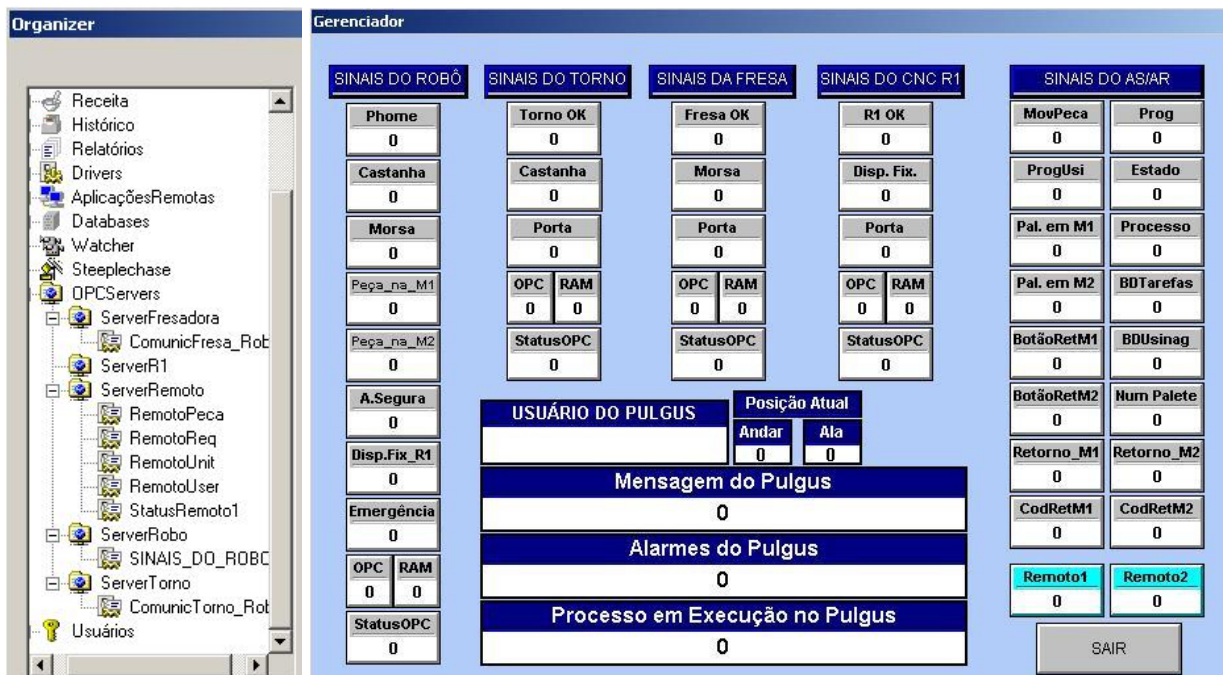 Organizer
Receita
Histórico
Relatórios
Drivers
AplicaçõesRemotas
Databases
Watcher
Steeplechase
OPCServers
ServerFresadora
ComunicFresa_Rob
ServerR1
ServerRemoto
RemotoPeca
RemotoReq
RemotoUnit
RemotoUser
StatusRemoto1
ServerRobo
SINAIS_DO_ROBO
ServerTorno
ComunicTorno_Rob
Usuários
Gerenciador
SINAIS DO ROBÔ
Phome
0
Castanha
0
Morsa
0
Peça_na_M1
0
Peça_na_M2
0
A.Segura
0
Disp.Fix_R1
0
Emergência
0
OPC RAM
0 0
StatusOPC
0
SINAIS DO TORNO
Torno OK
0
Castanha
0
Porta
0
OPC RAM
0 0
StatusOPC
0
SINAIS DA FRESA
Fresa OK
0
Morsa
0
Porta
0
OPC RAM
0 0
StatusOPC
0
SINAIS DO CNC R1
R1 OK
0
Disp. Fix.
0
Porta
0
OPC RAM
0 0
StatusOPC
0
USUÁRIO DO PULGUS
Posição Atual
Andar Ala
0 0
Mensagem do Pulgus
0
Alarmes do Pulgus
0
Processo em Execução no Pulgus
0
SINAIS DO AS/AR
MovPeca Prog
0 0
ProgUsi Estado
0 0
Pal. em M1 Processo
0 0
Pal. em M2 BDTarefas
0 0
BotãoRetM1 BDUsinag
0 0
BotãoRetM2 Num Palete
0 0
Retorno_M1 Retorno_M2
0 0
CodRetM1 CodRetM2
0 0
Remoto1 Remoto2
0 0
SAIR